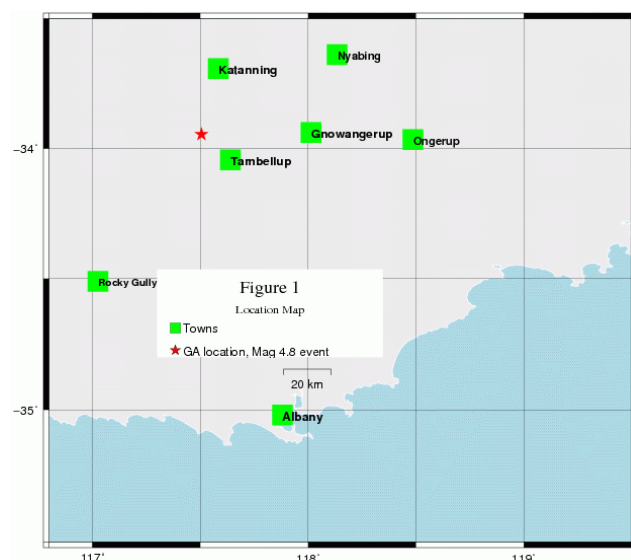 Nyabing
Katanning
Gnowangerup
Ongerup
-34°
Tambellup
Rocky Gully
Figure 1
Location Map
Towns
GA location, Mag 4.8 event
20 km
-35°
Albany
117°
118°
119°